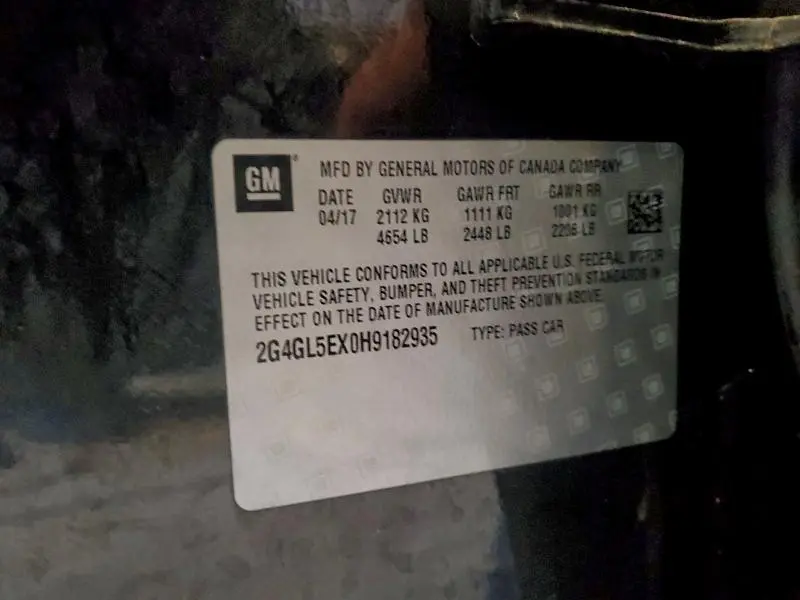 GM
MFD BY GENERAL MOTORS OF CANADA COMPANY
DATE GVWR GAWR FRT GAWR RR
04/17 2112 KG 1111 KG 1001 KG
4654 LB 2448 LB 2206 LB
THIS VEHICLE CONFORMS TO ALL APPLICABLE U.S. FEDERAL MOTOR
VEHICLE SAFETY, BUMPER, AND THEFT PREVENTION STANDARDS IN
EFFECT ON THE DATE OF MANUFACTURE SHOWN ABOVE.
2G4GL5EX0H9182935 TYPE: PASS CAR